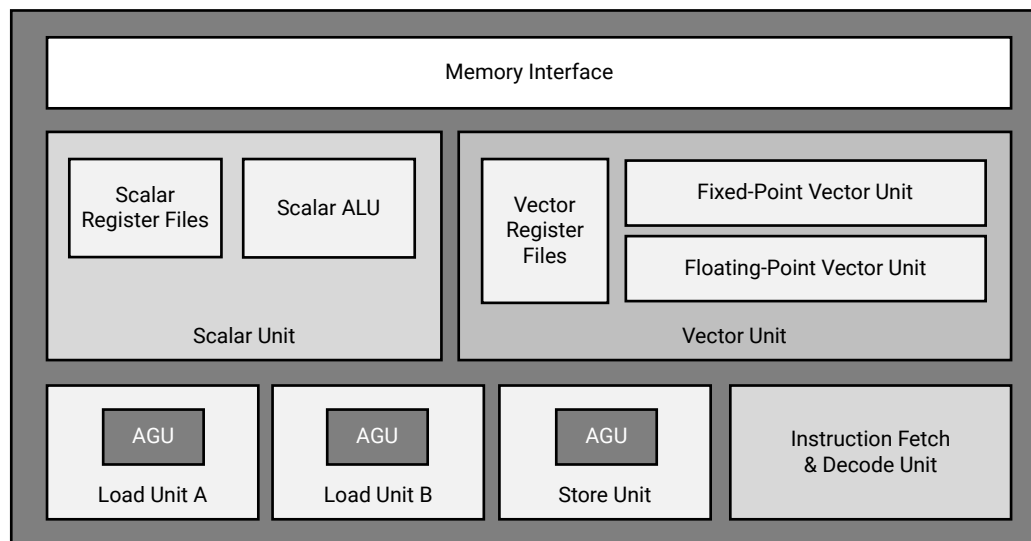 Memory Interface
Scalar
Register Files
Scalar ALU
Scalar Unit
Vector
Register
Files
Fixed-Point Vector Unit
Floating-Point Vector Unit
Vector Unit
AGU
Load Unit A
AGU
Load Unit B
AGU
Store Unit
Instruction Fetch
& Decode Unit